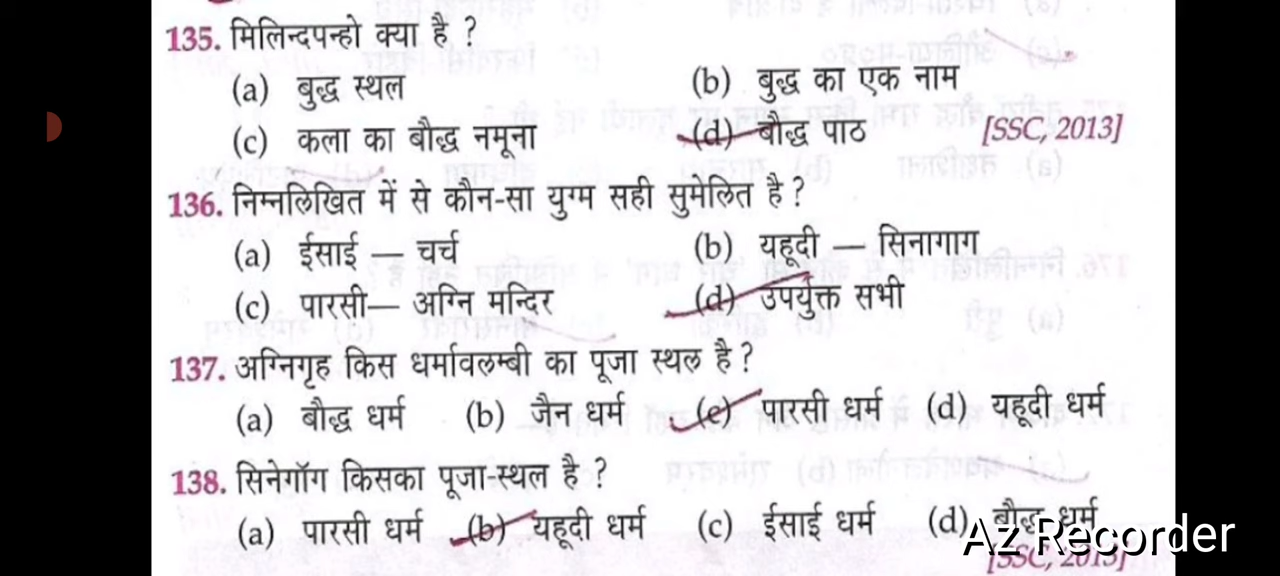 135. मिलिन्दपन्हो क्या है ?
(a) बुद्ध स्थल (b) बुद्ध का एक नाम
(c) कला का बौद्ध नमूना (d) बौद्ध पाठ [SSC, 2013]
136. निम्नलिखित में से कौन-सा युग्म सही सुमेलित है ?
(a) ईसाई — चर्च (b) यहूदी — सिनागाग
(c) पारसी— अग्नि मन्दिर (d) उपर्युक्त सभी
137. अग्निगृह किस धर्मावलम्बी का पूजा स्थल है ?
(a) बौद्ध धर्म (b) जैन धर्म (c) पारसी धर्म (d) यहूदी धर्म
138. सिनेगॉग किसका पूजा-स्थल है ?
(a) पारसी धर्म (b) यहूदी धर्म (c) ईसाई धर्म (d) बौद्ध धर्म
Az Recorder
[SSC, 2013]